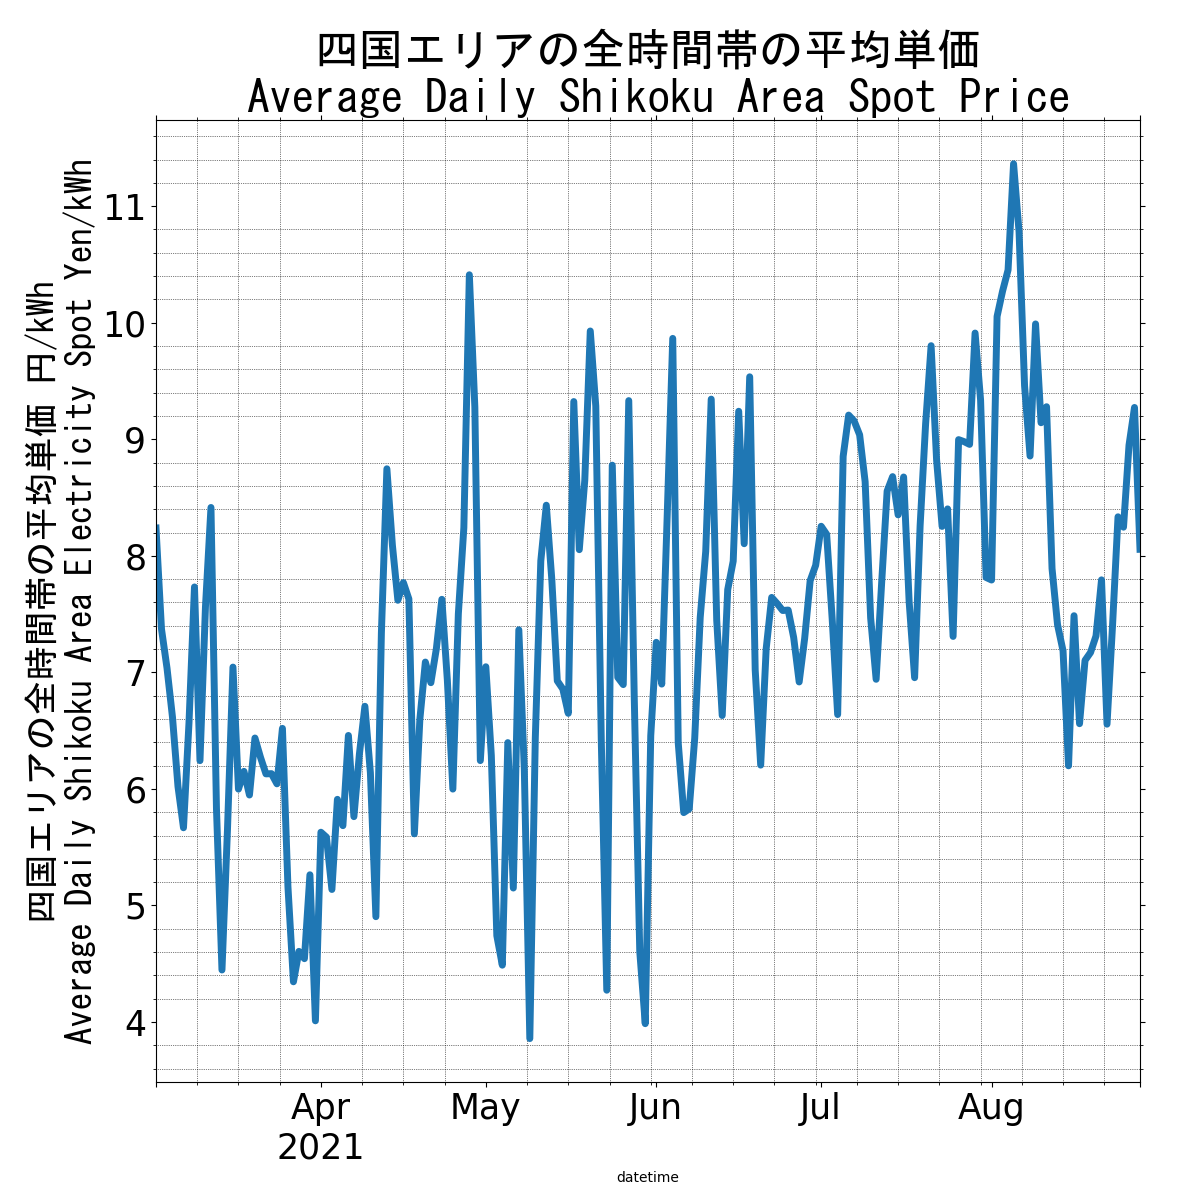 四国エリアの全時間帯の平均単価
Average Daily Shikoku Area Spot Price
四国エリアの全時間帯の平均単価 円/kWh
Average Daily Shikoku Area Electricity Spot Yen/kWh
11
10
9
8
7
6
5
4
Apr
2021
May
Jun
Jul
Aug
datetime